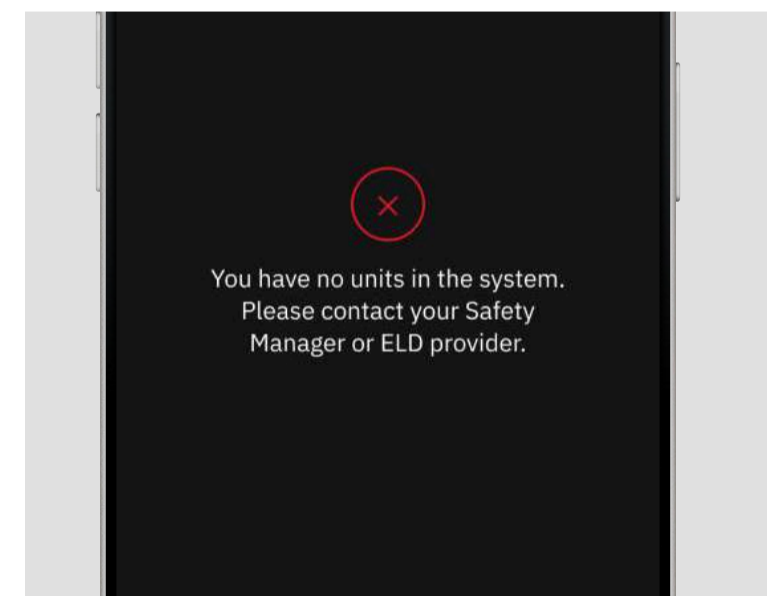 You have no units in the system.
Please contact your Safety
Manager or ELD provider.